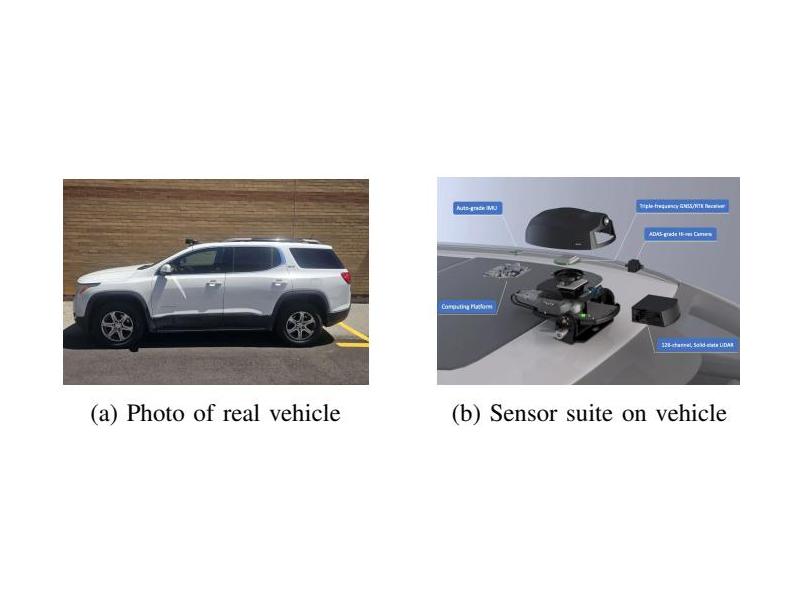 Auto-grade IMU
Triple-frequency GNSS/RTK Receiver
ADAS-grade Hi-res Camera
Computing Platform
128-channel, Solid-state LiDAR
(a) Photo of real vehicle
(b) Sensor suite on vehicle